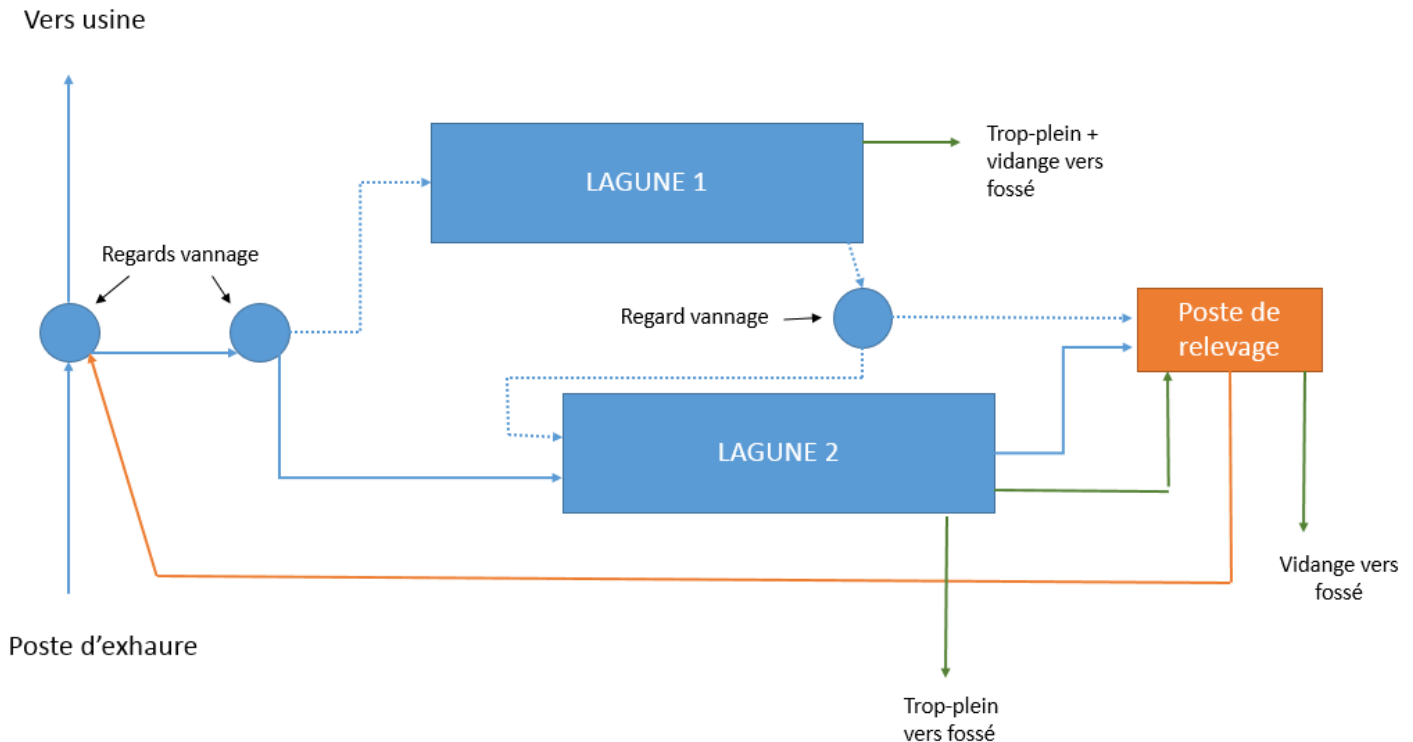 Vers usine
LAGUNE 1
Trop-plein +
vidange vers
fossé
Regards vannage
Regard vannage
Poste de
relevage
LAGUNE 2
Vidange vers
fossé
Poste d’exhaure
Trop-plein
vers fossé